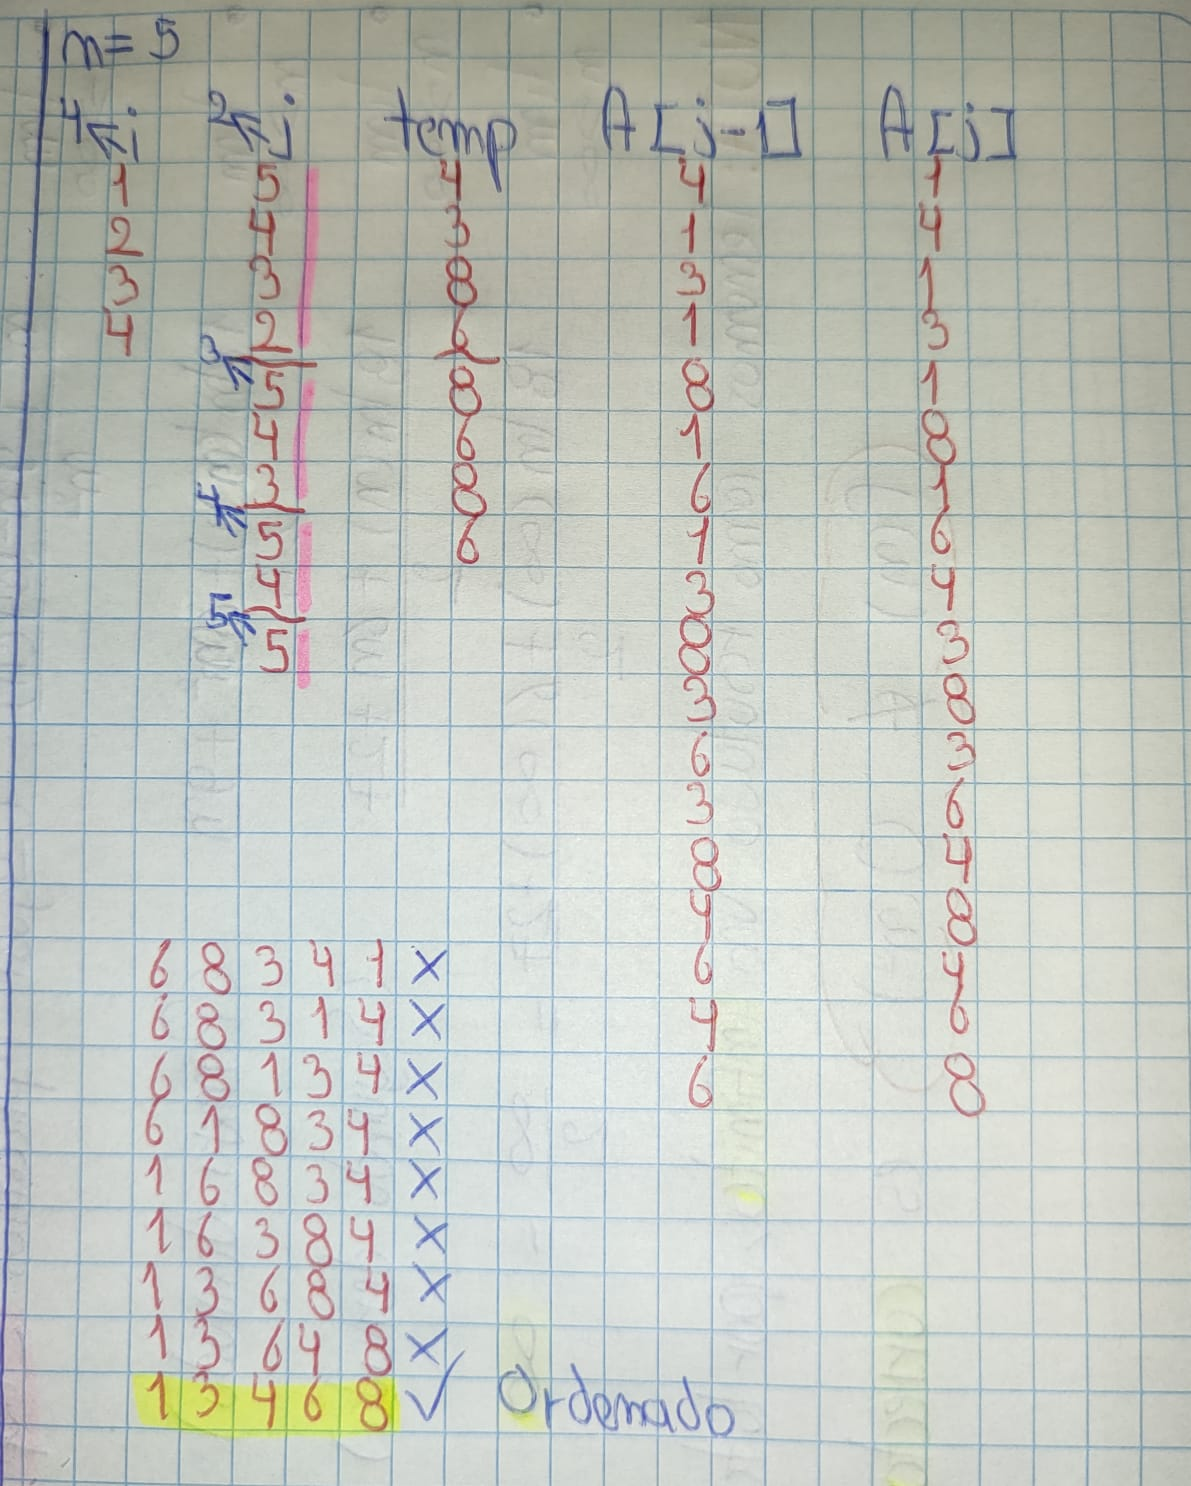 n=5
4 i 2 j temp A[j-1] A[j]
1 5 4 4 1
2 4 3 1 4
3 3 8 3 1
4 2 6 1 3
3 5 8 8 1
4 6 1 8
4 3 8 6 1
5 6 1 6
4 3 4
5 5 8 3
3 8
6 3
3 6
8 4
4 8
6 8 3 4 1 × 6 4
6 8 3 1 4 × 4 6
6 8 1 3 4 × 6 8
6 1 8 3 4 ×
1 6 8 3 4 ×
1 6 3 8 4 ×
1 3 6 8 4 ×
1 3 6 4 8 ×
1 3 4 6 8 ✓ Ordenado